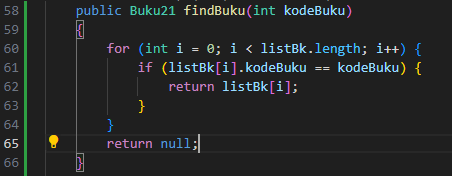 58 public Buku21 findBuku(int kodeBuku)
59 {
60 for (int i = 0; i < listBk.length; i++) {
61 if (listBk[i].kodeBuku == kodeBuku) {
62 return listBk[i];
63 }
64 }
65 return null;
66 }